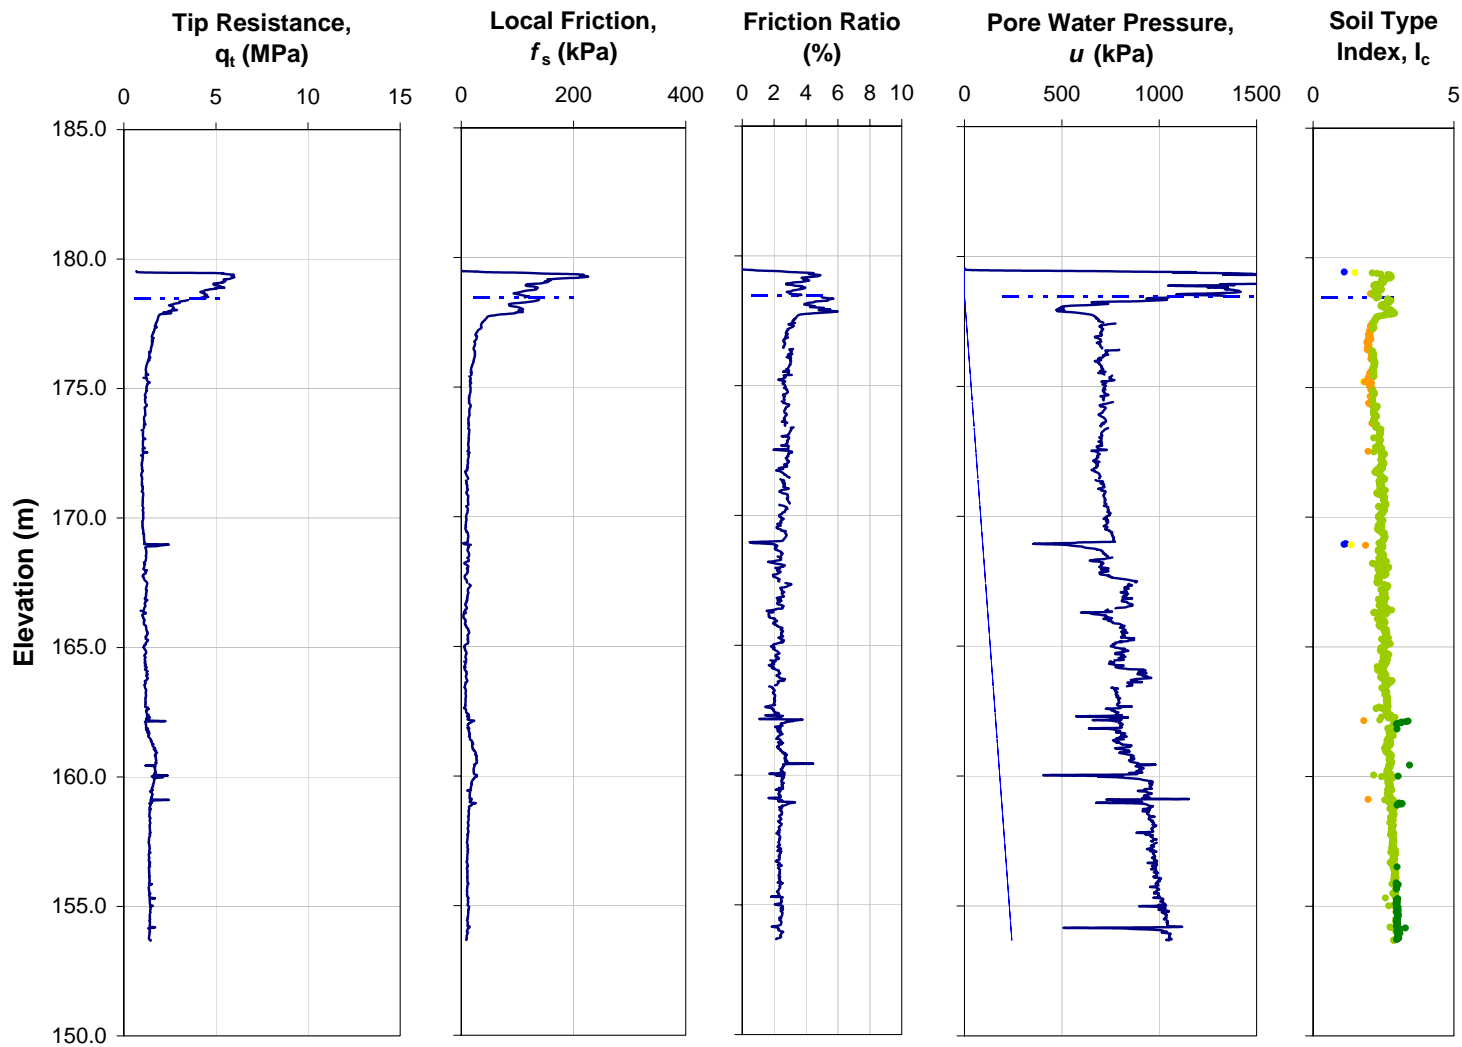 Tip Resistance,
qt (MPa)
Local Friction,
fs (kPa)
Friction Ratio
(%)
Pore Water Pressure,
u (kPa)
Soil Type
Index, Ic
0 5 10 15
0 200 400
0 2 4 6 8 10
0 500 1000 1500
0 5
185.0
180.0
175.0
170.0
165.0
160.0
155.0
150.0
Elevation (m)